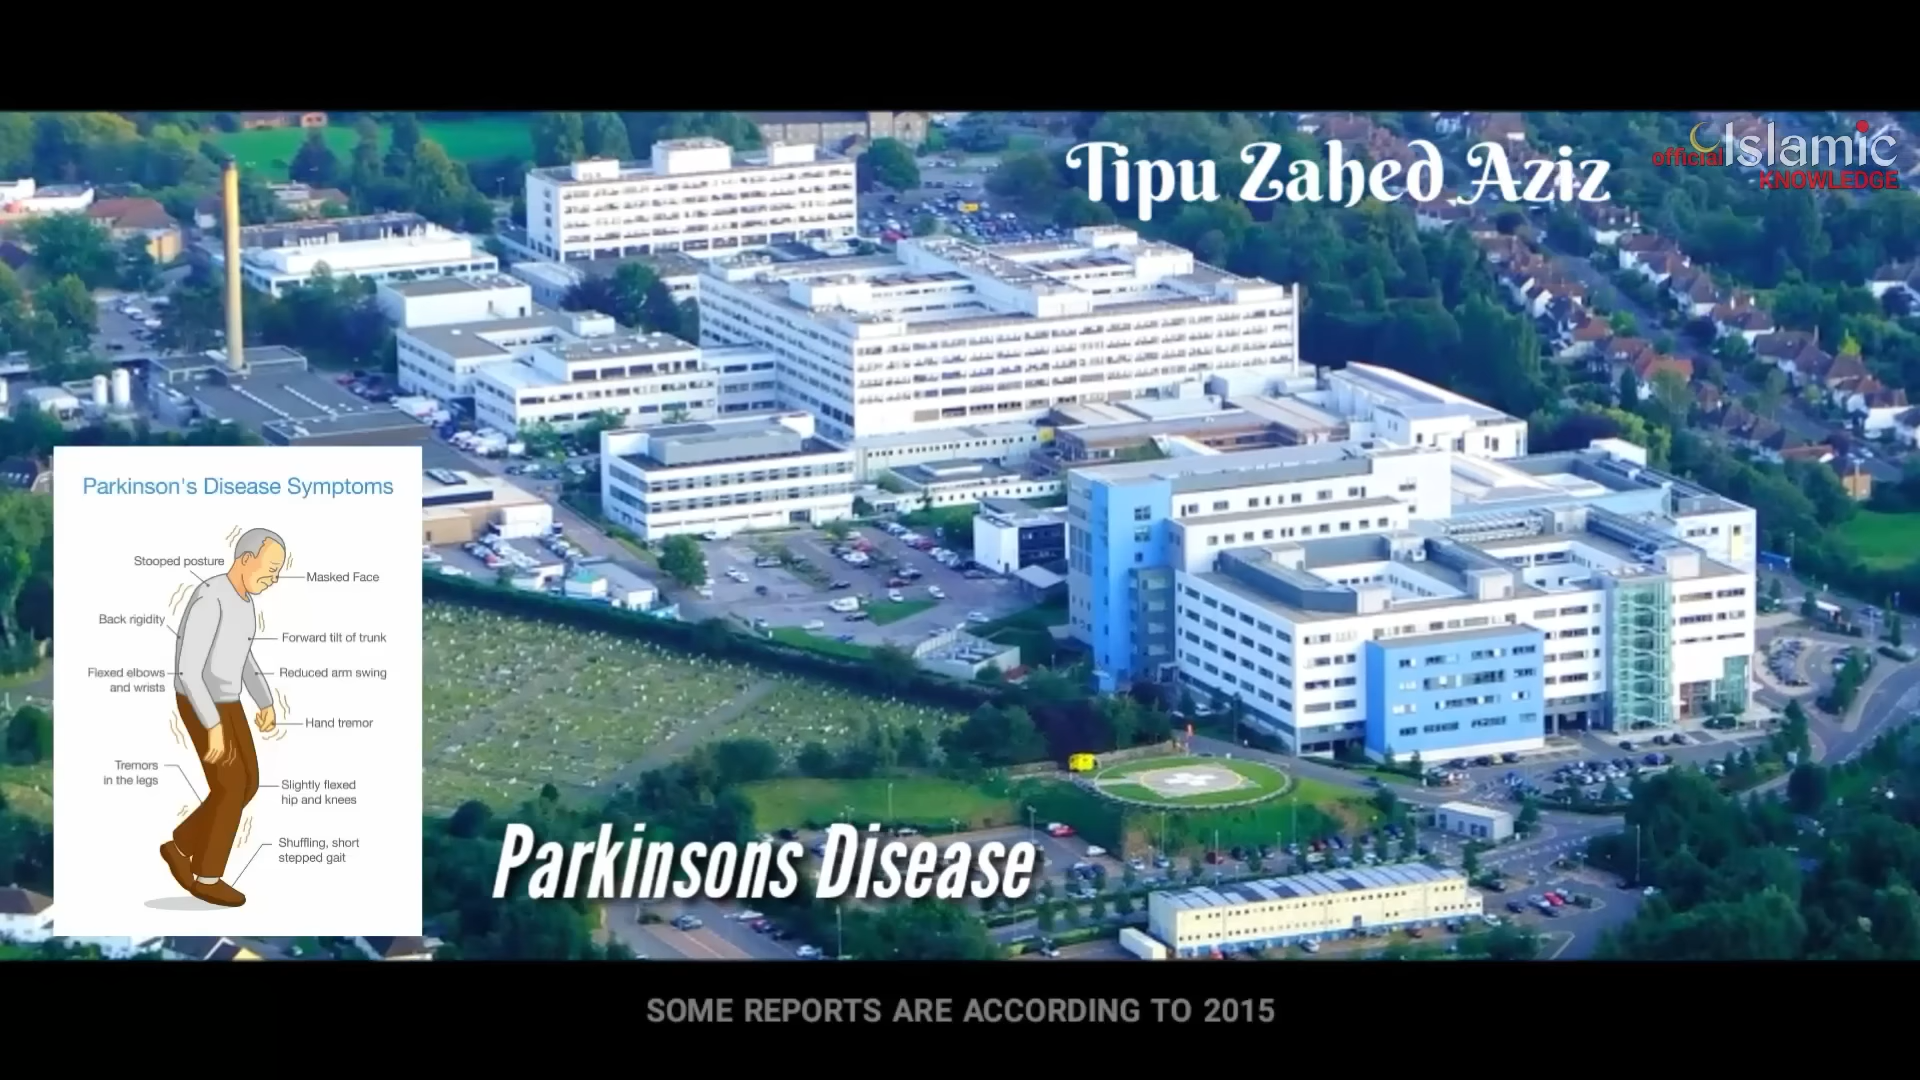 Tipu Zahed Aziz
official Islamic
KNOWLEDGE
Parkinson's Disease Symptoms
Stooped posture
Masked Face
Back rigidity
Forward tilt of trunk
Flexed elbows
and wrists
Reduced arm swing
Hand tremor
Tremors
in the legs
Slightly flexed
hip and knees
Shuffling, short
stepped gait
Parkinsons Disease
SOME REPORTS ARE ACCORDING TO 2015